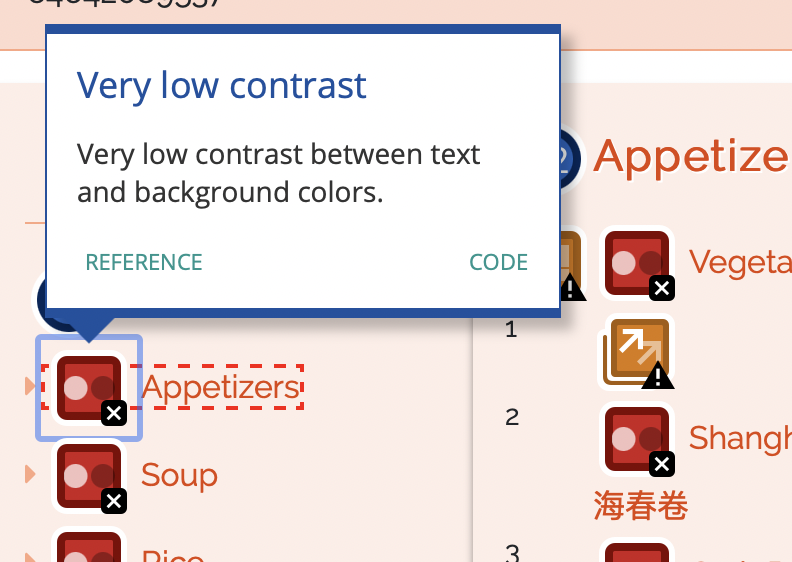 Very low contrast
Very low contrast between text
and background colors.
REFERENCE
CODE
Appetizers
Soup
Rice
Appetize
Vegeta
1
2
Shangh
海春卷
3